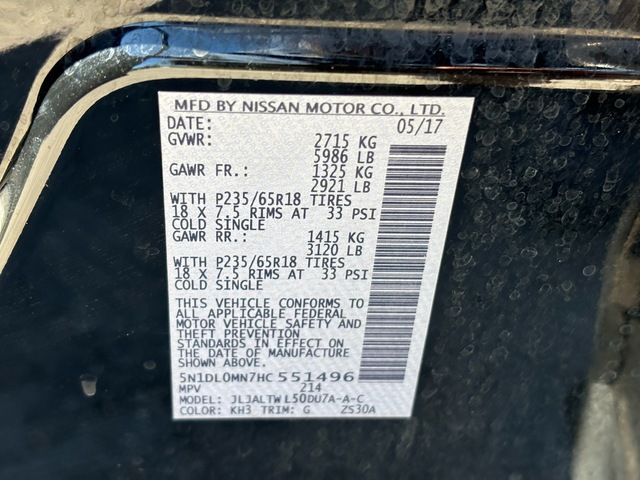 MFD BY NISSAN MOTOR CO., LTD.
DATE: 05/17
GVWR: 2715 KG
5986 LB
GAWR FR.: 1325 KG
2921 LB
WITH P235/65R18 TIRES
18 X 7.5 RIMS AT 33 PSI
COLD SINGLE
GAWR RR.: 1415 KG
3120 LB
WITH P235/65R18 TIRES
18 X 7.5 RIMS AT 33 PSI
COLD SINGLE
THIS VEHICLE CONFORMS TO
ALL APPLICABLE FEDERAL
MOTOR VEHICLE SAFETY AND
THEFT PREVENTION
STANDARDS IN EFFECT ON
THE DATE OF MANUFACTURE
SHOWN ABOVE.
5N1DL0MN7HC 551496
MPV 214
MODEL: JLJALTW L50DU7A-A-C
COLOR: KH3 TRIM: G ZS30A